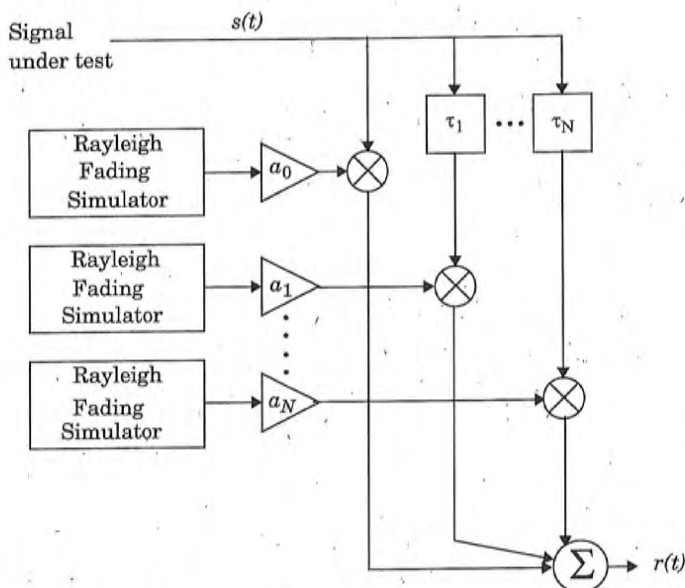 Signal
under test
s(t)
τ1
τN
Rayleigh
Fading
Simulator
a0
Rayleigh
Fading
Simulator
a1
Rayleigh
Fading
Simulator
aN
Σ
r(t)